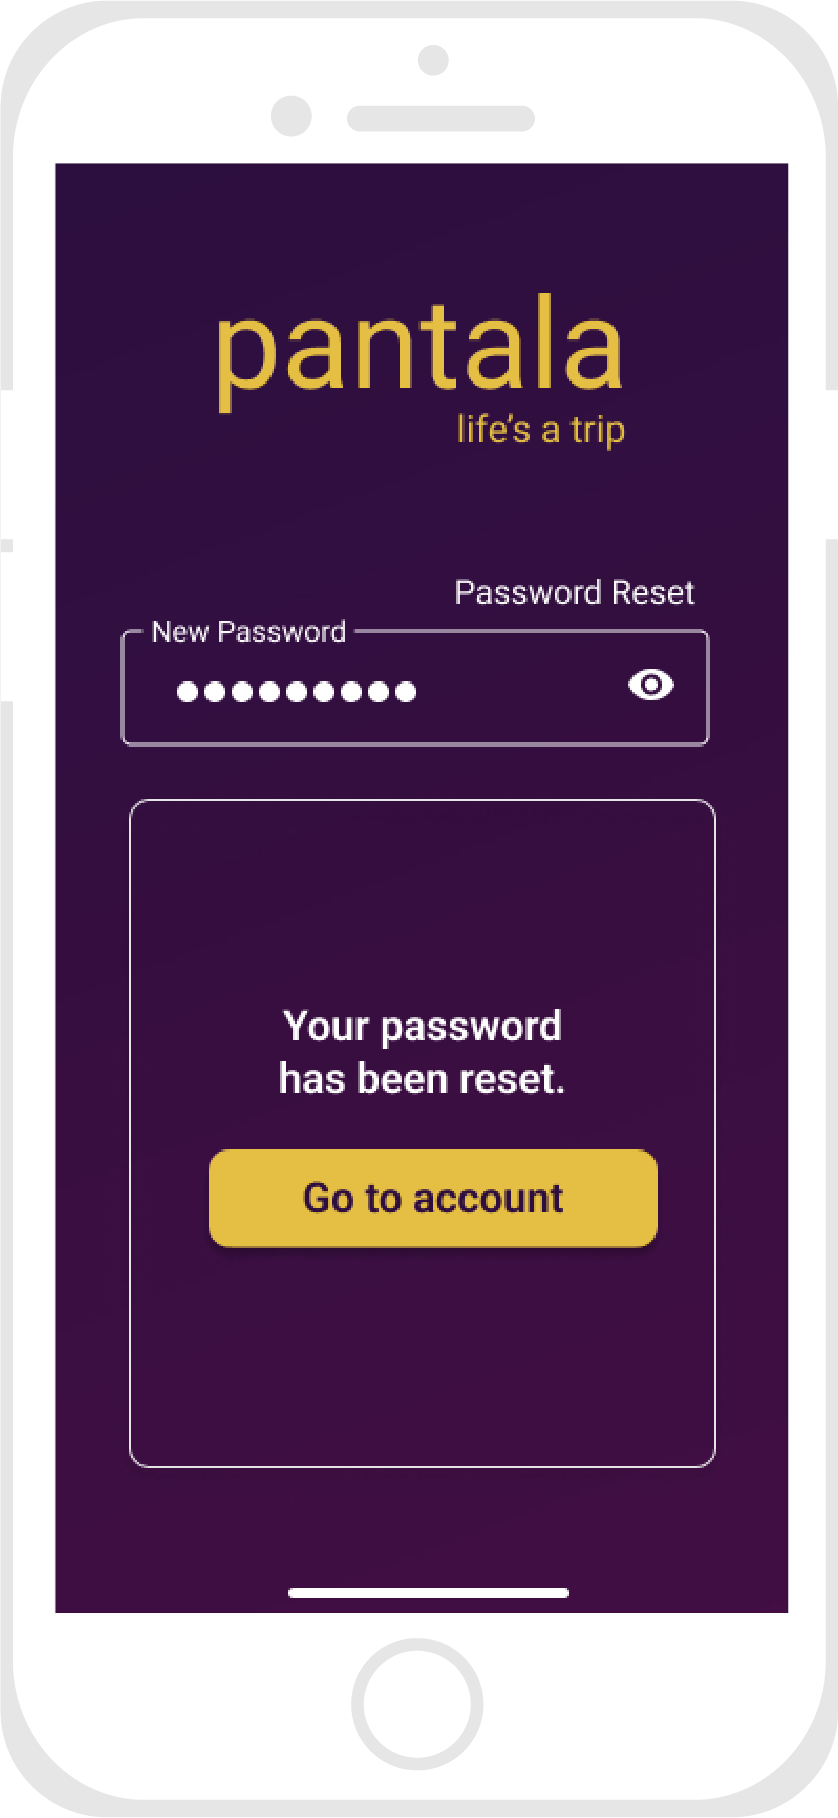 pantala
life’s a trip
Password Reset
New Password
Your password
has been reset.
Go to account